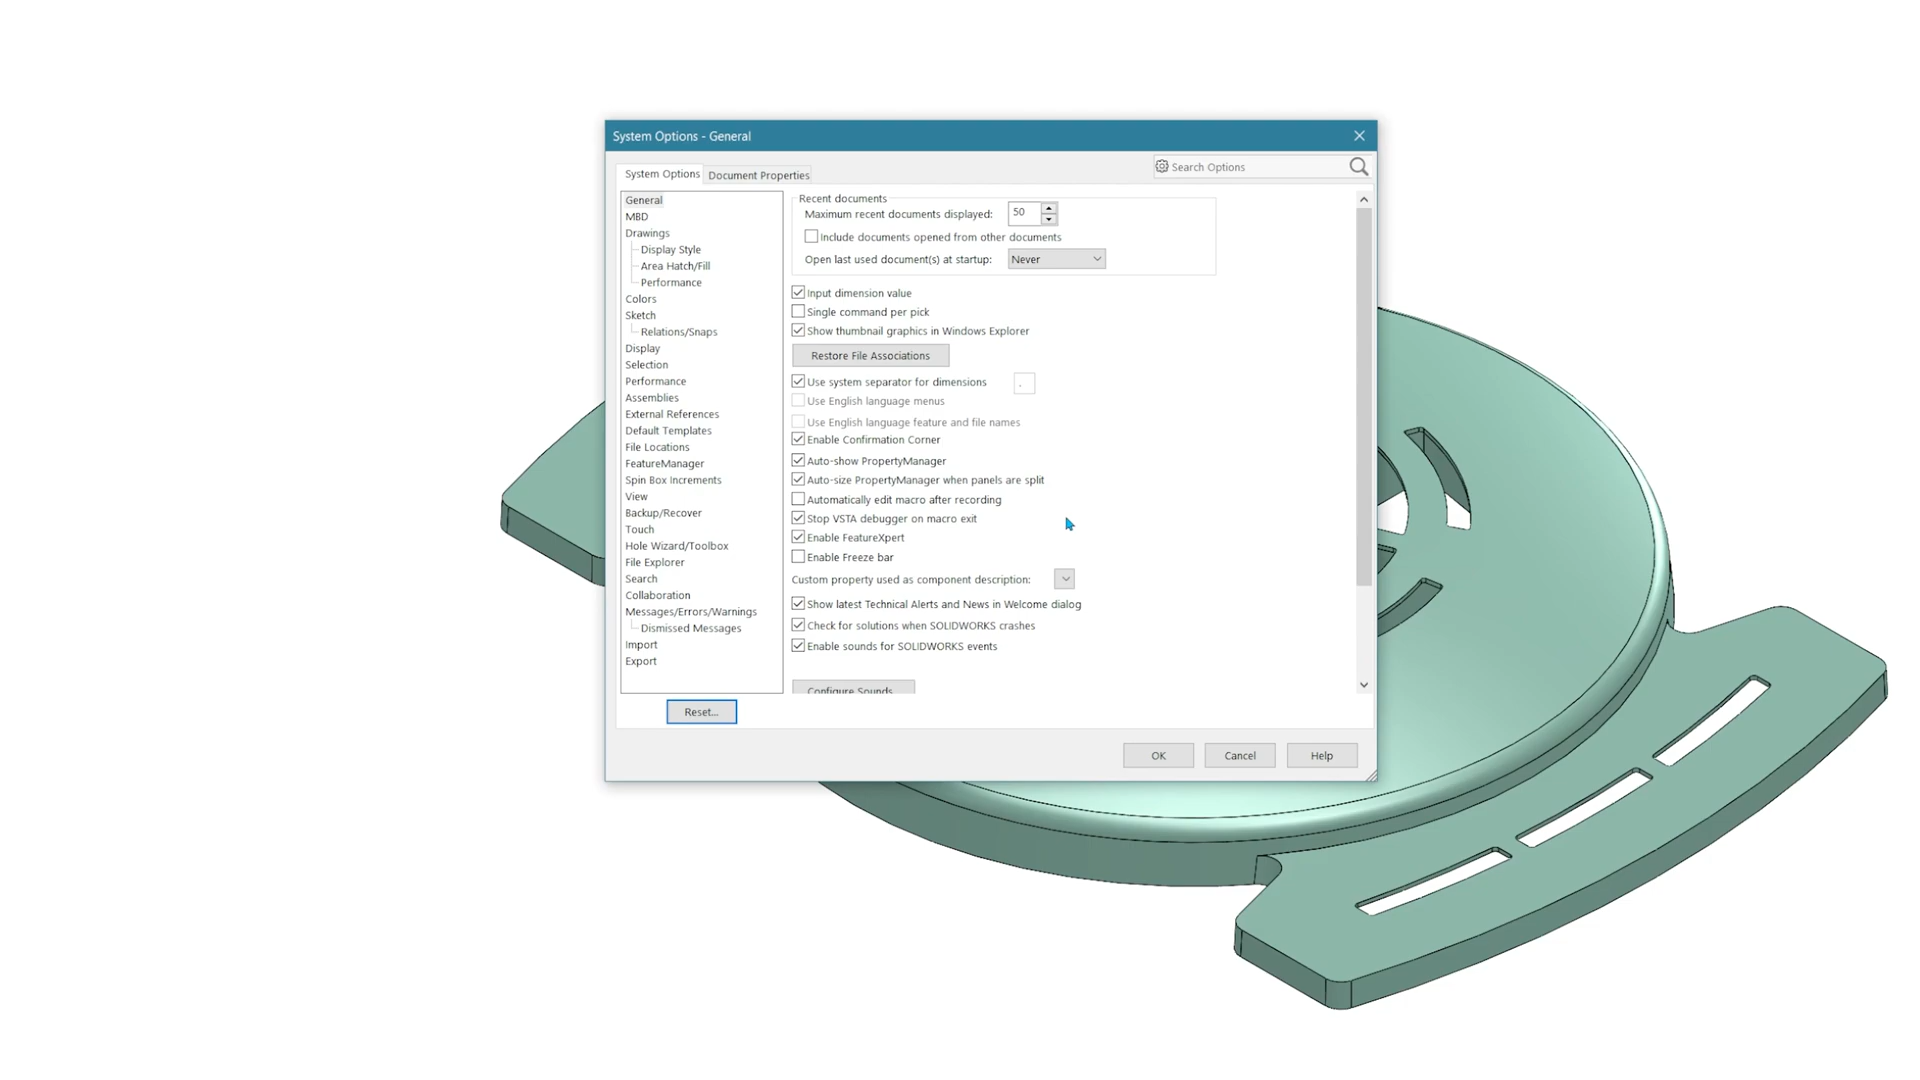 System Options - General
System Options
Document Properties
Search Options
General
MBD
Drawings
Display Style
Area Hatch/Fill
Performance
Colors
Sketch
Relations/Snaps
Display
Selection
Performance
Assemblies
External References
Default Templates
File Locations
FeatureManager
Spin Box Increments
View
Backup/Recover
Touch
Hole Wizard/Toolbox
File Explorer
Search
Collaboration
Messages/Errors/Warnings
Dismissed Messages
Import
Export
Reset...
Recent documents
Maximum recent documents displayed: 50
Include documents opened from other documents
Open last used document(s) at startup: Never
Input dimension value
Single command per pick
Show thumbnail graphics in Windows Explorer
Restore File Associations
Use system separator for dimensions .
Use English language menus
Use English language feature and file names
Enable Confirmation Corner
Auto-show PropertyManager
Auto-size PropertyManager when panels are split
Automatically edit macro after recording
Stop VSTA debugger on macro exit
Enable FeatureXpert
Enable Freeze bar
Custom property used as component description:
Show latest Technical Alerts and News in Welcome dialog
Check for solutions when SOLIDWORKS crashes
Enable sounds for SOLIDWORKS events
Configure Sounds
OK
Cancel
Help